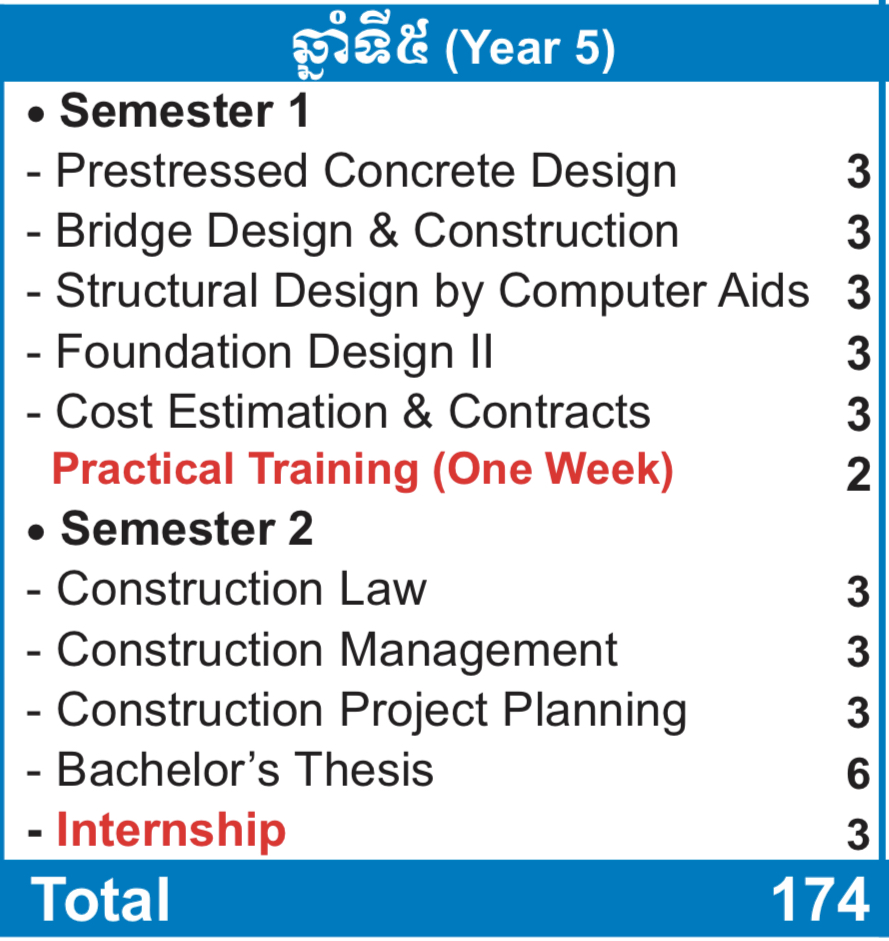 ឆ្នាំទី៥ (Year 5)
• Semester 1
- Prestressed Concrete Design 3
- Bridge Design & Construction 3
- Structural Design by Computer Aids 3
- Foundation Design II 3
- Cost Estimation & Contracts 3
Practical Training (One Week) 2
• Semester 2
- Construction Law 3
- Construction Management 3
- Construction Project Planning 3
- Bachelor’s Thesis 6
- Internship 3
Total 174